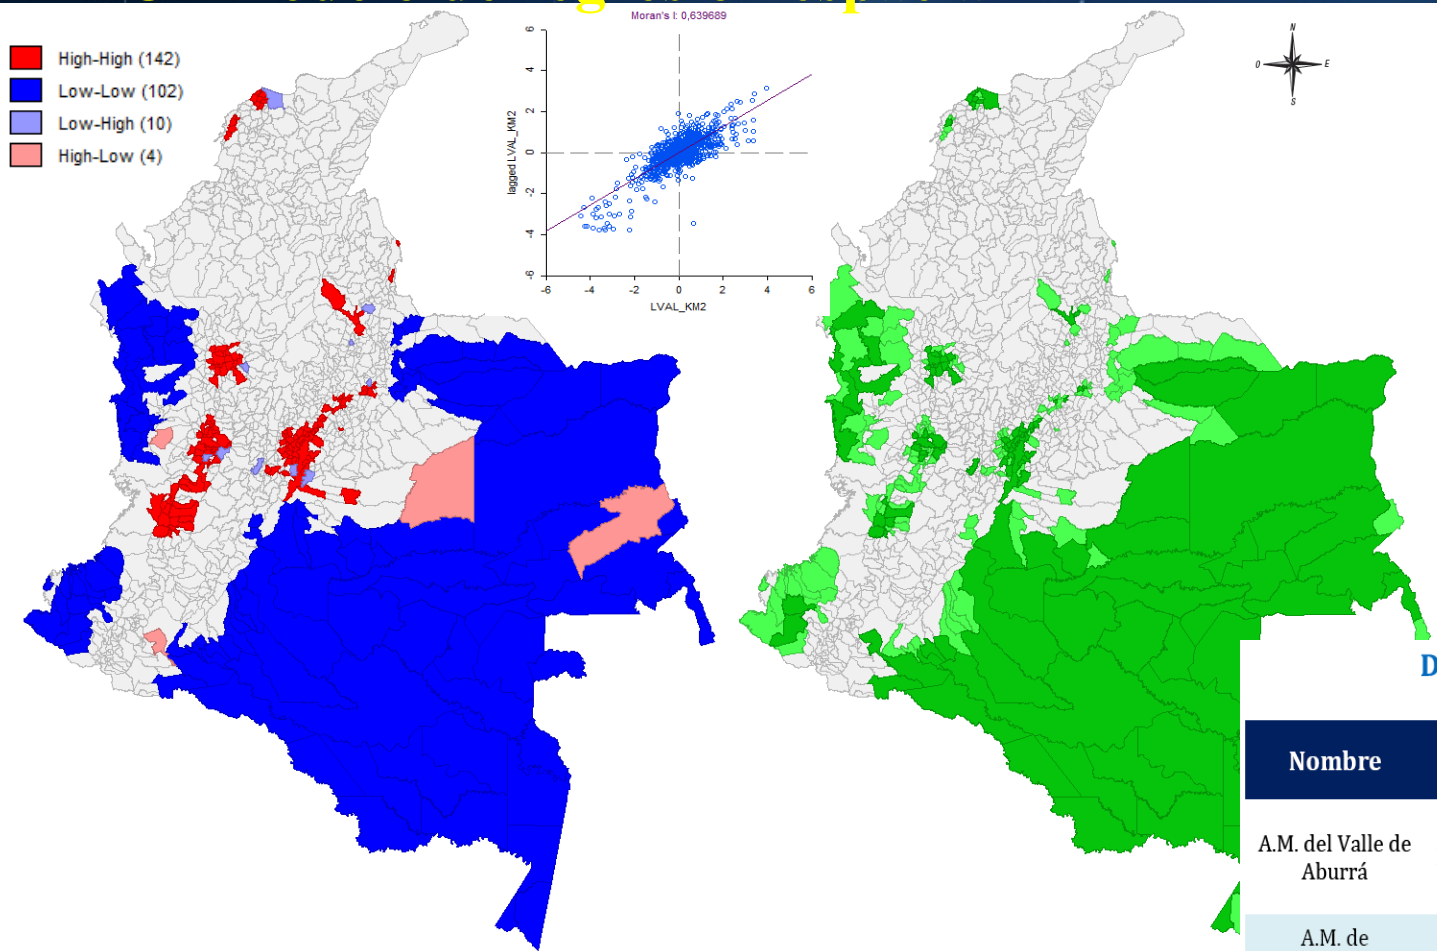 Moran's I: 0,639689
High-High (142)
Low-Low (102)
Low-High (10)
High-Low (4)
6
4
2
0
-2
-4
-6
lagged LVAL_KM2
-6 -4 -2 0 2 4 6
LVAL_KM2
N
O E
S
D
Nombre
A.M. del Valle de
Aburrá
A.M. de